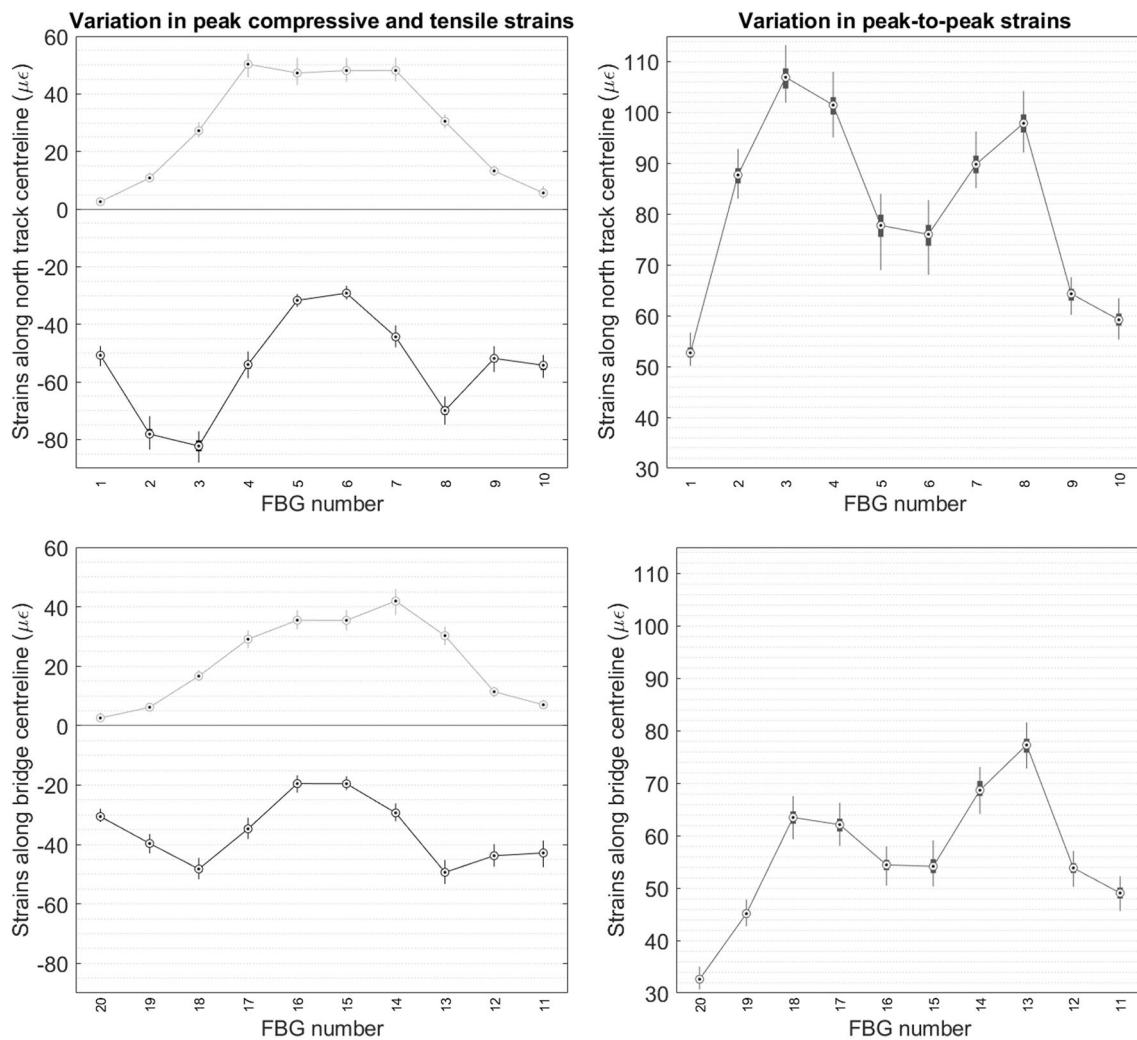 Variation in peak compressive and tensile strains
Strains along north track centreline (με)
60
40
20
0
-20
-40
-60
-80
1 2 3 4 5 6 7 8 9 10
FBG number
Variation in peak-to-peak strains
Strains along north track centreline (με)
110
100
90
80
70
60
50
40
30
1 2 3 4 5 6 7 8 9 10
FBG number
Strains along bridge centreline (με)
60
40
20
0
-20
-40
-60
-80
20 19 18 17 16 15 14 13 12 11
FBG number
Strains along bridge centreline (με)
110
100
90
80
70
60
50
40
30
20 19 18 17 16 15 14 13 12 11
FBG number